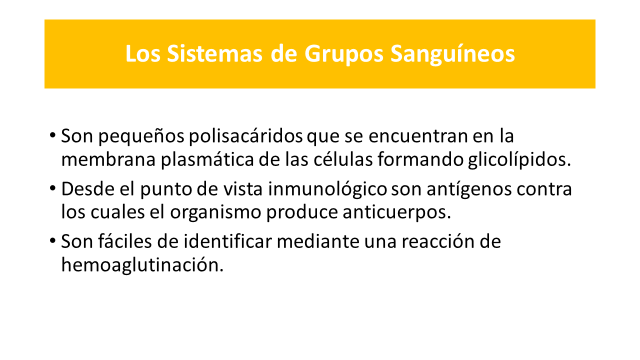 Los Sistemas de Grupos Sanguíneos
• Son pequeños polisacáridos que se encuentran en la
membrana plasmática de las células formando glicolípidos.
• Desde el punto de vista inmunológico son antígenos contra
los cuales el organismo produce anticuerpos.
• Son fáciles de identificar mediante una reacción de
hemoaglutinación.